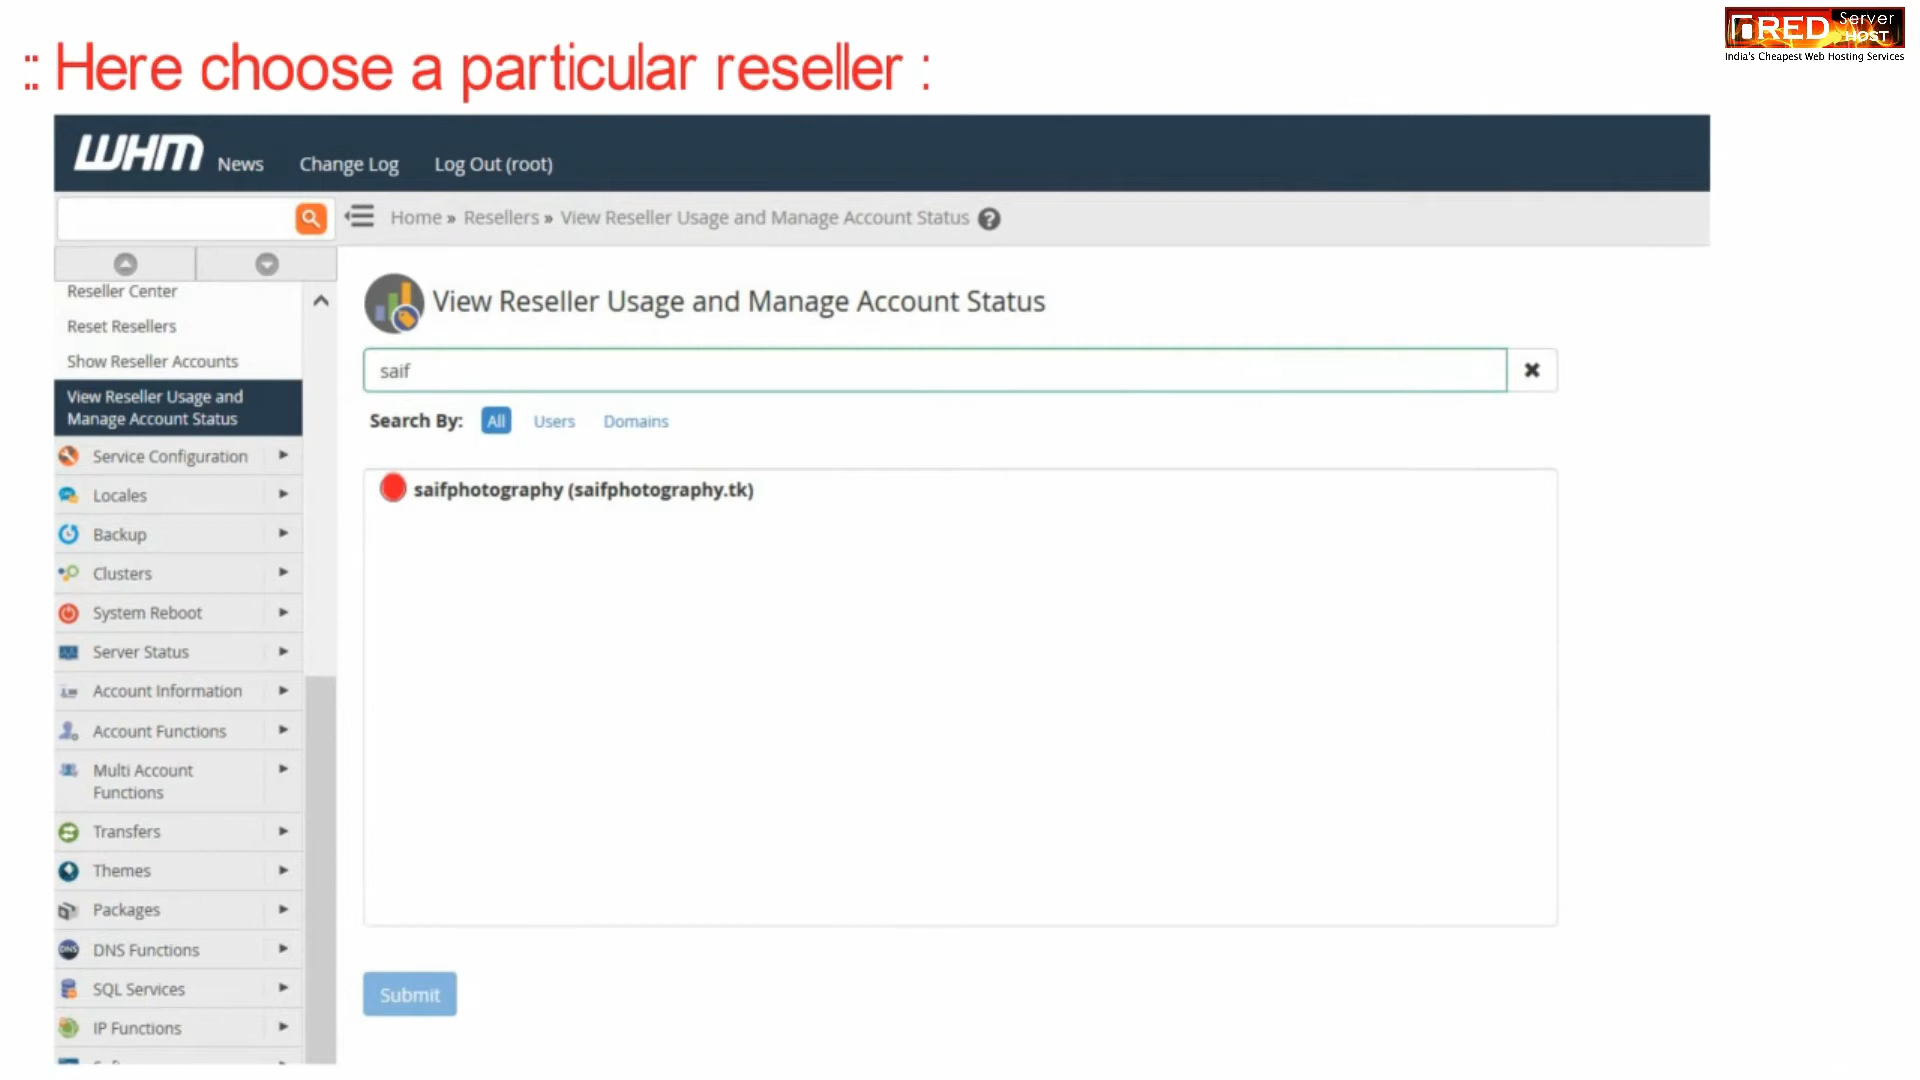 :: Here choose a particular reseller :
RED Server HOST
India's Cheapest Web Hosting Services
WHM News Change Log Log Out (root)
Home » Resellers » View Reseller Usage and Manage Account Status ?
Reseller Center
Reset Resellers
Show Reseller Accounts
View Reseller Usage and
Manage Account Status
Service Configuration
Locales
Backup
Clusters
System Reboot
Server Status
Account Information
Account Functions
Multi Account
Functions
Transfers
Themes
Packages
DNS Functions
SQL Services
IP Functions
View Reseller Usage and Manage Account Status
saif
Search By: All Users Domains
saifphotography (saifphotography.tk)
Submit